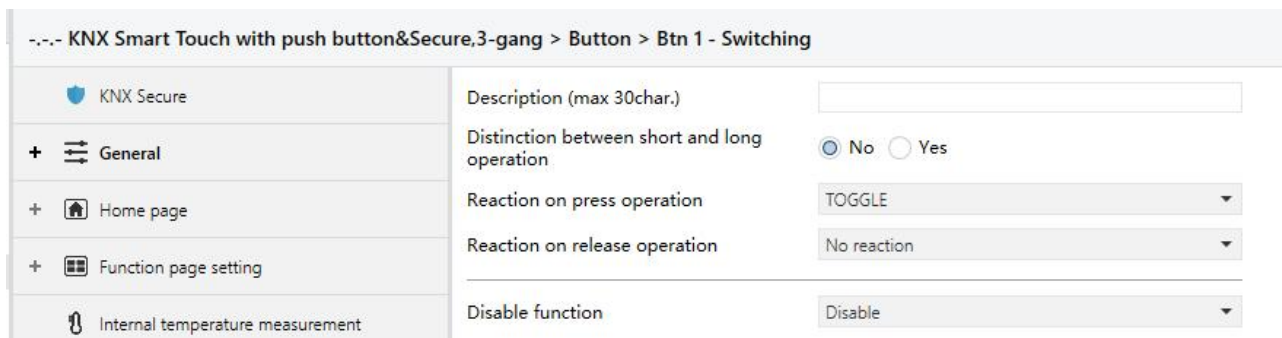 -.-.- KNX Smart Touch with push button&Secure,3-gang > Button > Btn 1 - Switching
KNX Secure
+ General
+ Home page
+ Function page setting
Internal temperature measurement
Description (max 30char.)
Distinction between short and long
operation
No Yes
Reaction on press operation
TOGGLE
Reaction on release operation
No reaction
Disable function
Disable